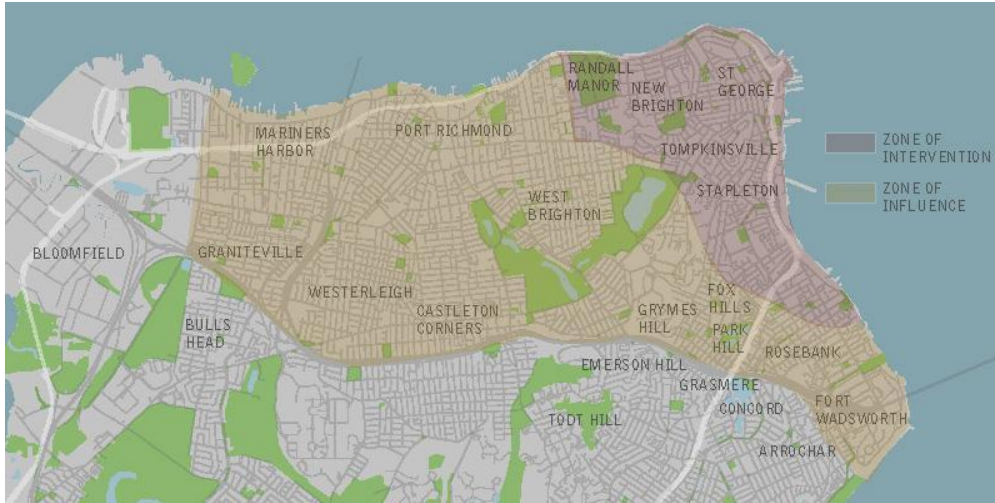 RANDALL
MANOR
NEW
BRIGHTON
ST
GEORGE
MARINERS
HARBOR
PORT RICHMOND
TOMPKINSVILLE
ZONE OF
INTERVENTION
STAPLETON
ZONE OF
INFLUENCE
WEST
BRIGHTON
BLOOMFIELD
GRANITEVILLE
WESTERLEIGH
CASTLETON
CORNERS
GRYMES
HILL
FOX
HILLS
PARK
HILL
BULLS
HEAD
ROSEBANK
EMERSON HILL
GRASMERE
CONCORD
FORT
WADSWORTH
TODT HILL
ARROCHAR